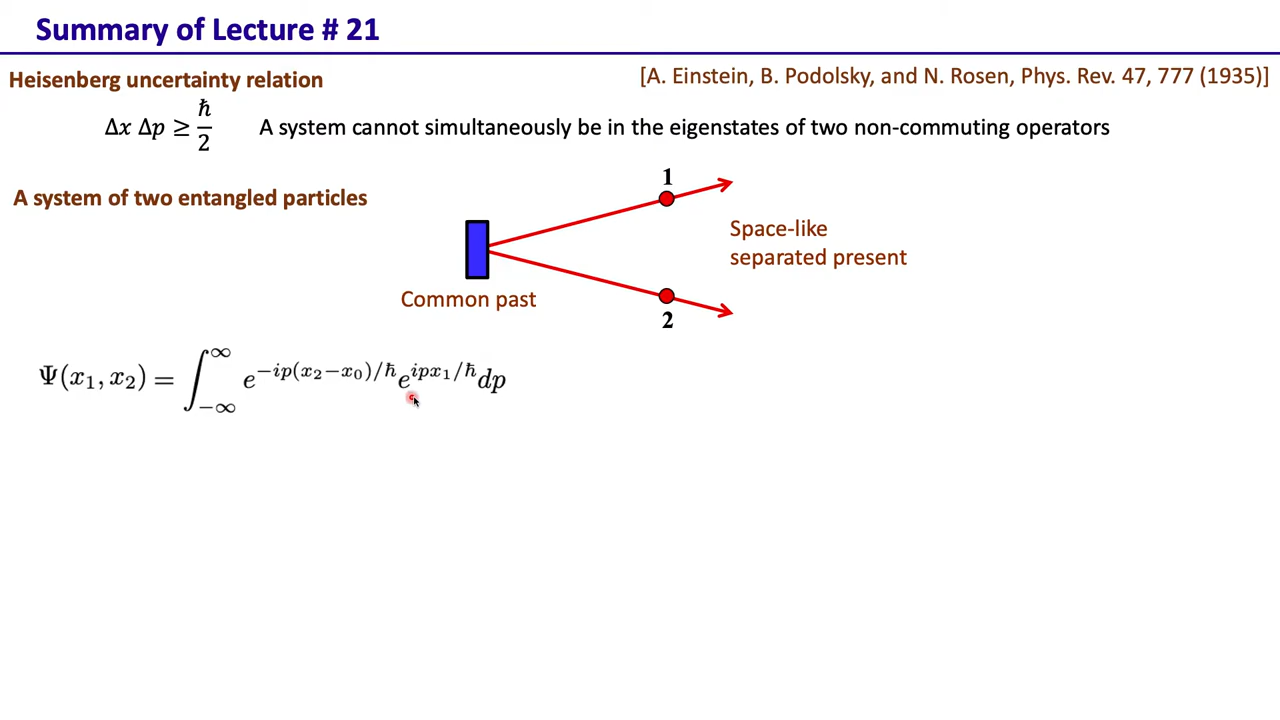 Summary of Lecture # 21
Heisenberg uncertainty relation
[A. Einstein, B. Podolsky, and N. Rosen, Phys. Rev. 47, 777 (1935)]
Δx Δp ≥ ℏ/2
A system cannot simultaneously be in the eigenstates of two non-commuting operators
A system of two entangled particles
1
Space-like
separated present
Common past
2
Ψ(x₁, x₂) = ∫_{-∞}^{∞} e^{-ip(x₂-x₀)/ℏ} e^{ipx₁/ℏ} dp